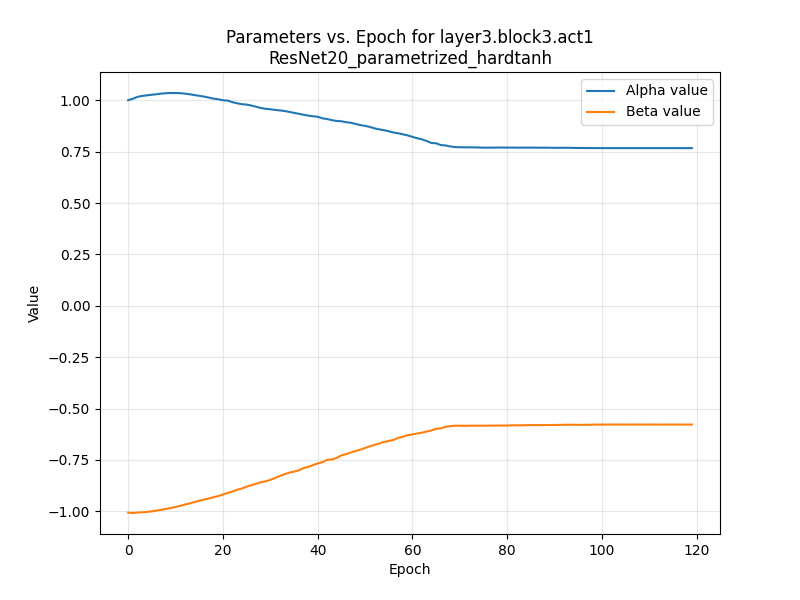 Parameters vs. Epoch for layer3.block3.act1
ResNet20_parametrized_hardtanh
Alpha value
Beta value
1.00
0.75
0.50
0.25
0.00
−0.25
−0.50
−0.75
−1.00
Value
0 20 40 60 80 100 120
Epoch